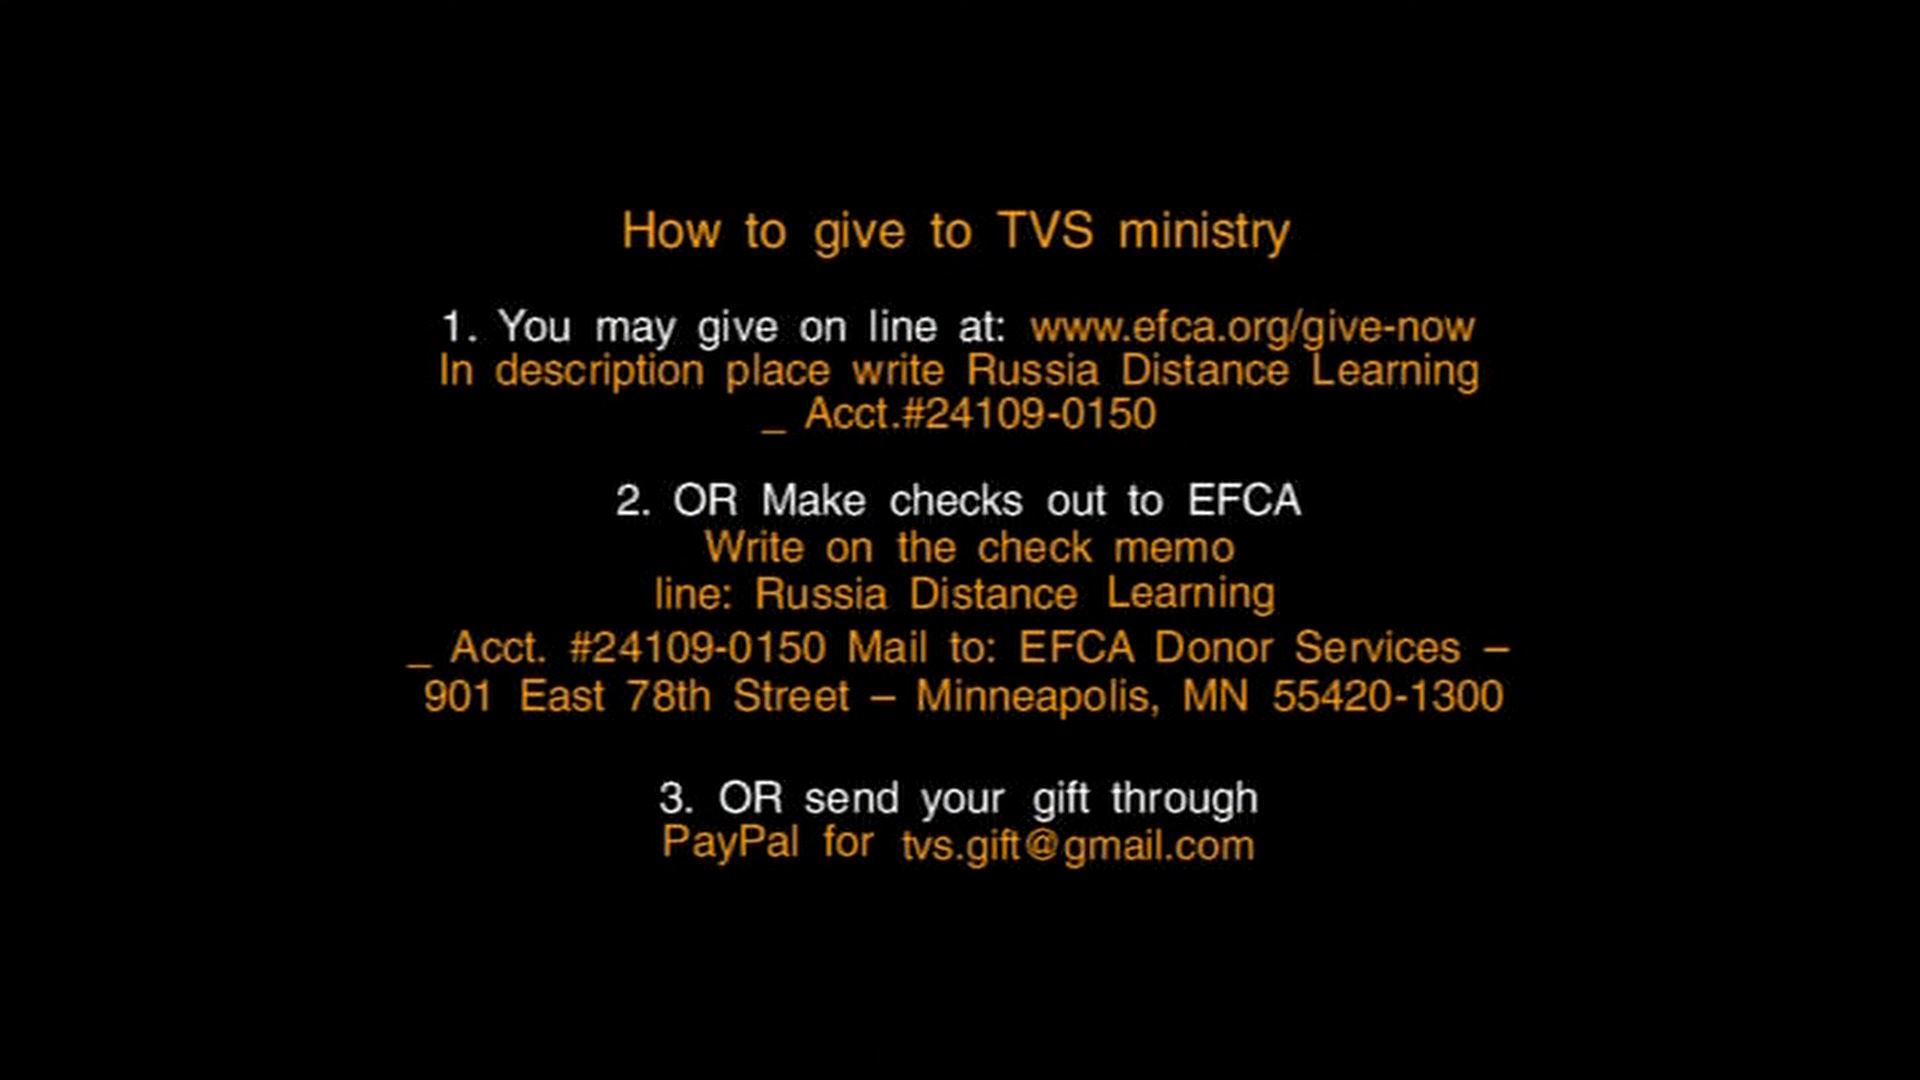 How to give to TVS ministry
1. You may give on line at: www.efca.org/give-now
In description place write Russia Distance Learning
_ Acct.#24109-0150
2. OR Make checks out to EFCA
Write on the check memo
line: Russia Distance Learning
_ Acct. #24109-0150 Mail to: EFCA Donor Services –
901 East 78th Street – Minneapolis, MN 55420-1300
3. OR send your gift through
PayPal for tvs.gift@gmail.com